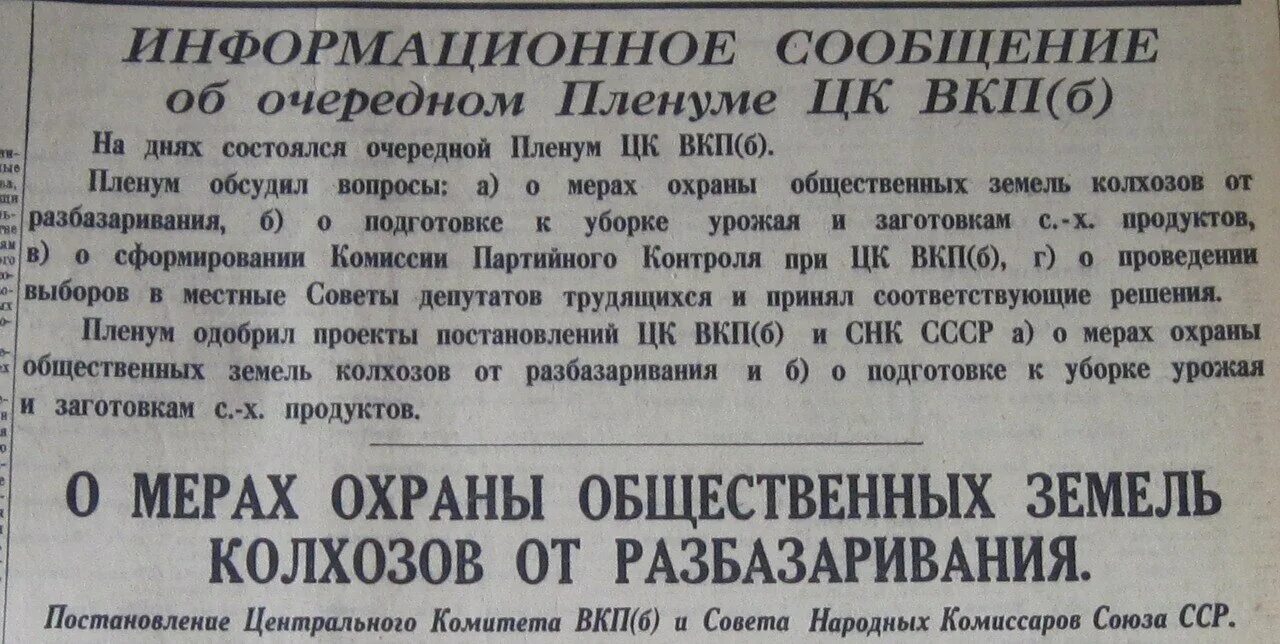 ИНФОРМАЦИОННОЕ СООБЩЕНИЕ
об очередном Пленуме ЦК ВКП(б)
На днях состоялся очередной Пленум ЦК ВКП(б).
Пленум обсудил вопросы: а) о мерах охраны общественных земель колхозов от
разбазаривания, б) о подготовке к уборке урожая и заготовкам с.-х. продуктов,
в) о сформировании Комиссии Партийного Контроля при ЦК ВКП(б), г) о проведении
выборов в местные Советы депутатов трудящихся и принял соответствующие решения.
Пленум одобрил проекты постановлений ЦК ВКП(б) и СНК СССР а) о мерах охраны
общественных земель колхозов от разбазаривания и б) о подготовке к уборке урожая
и заготовкам с.-х. продуктов.
О МЕРАХ ОХРАНЫ ОБЩЕСТВЕННЫХ ЗЕМЕЛЬ
КОЛХОЗОВ ОТ РАЗБАЗАРИВАНИЯ.
Постановление Центрального Комитета ВКП(б) и Совета Народных Комиссаров Союза ССР.